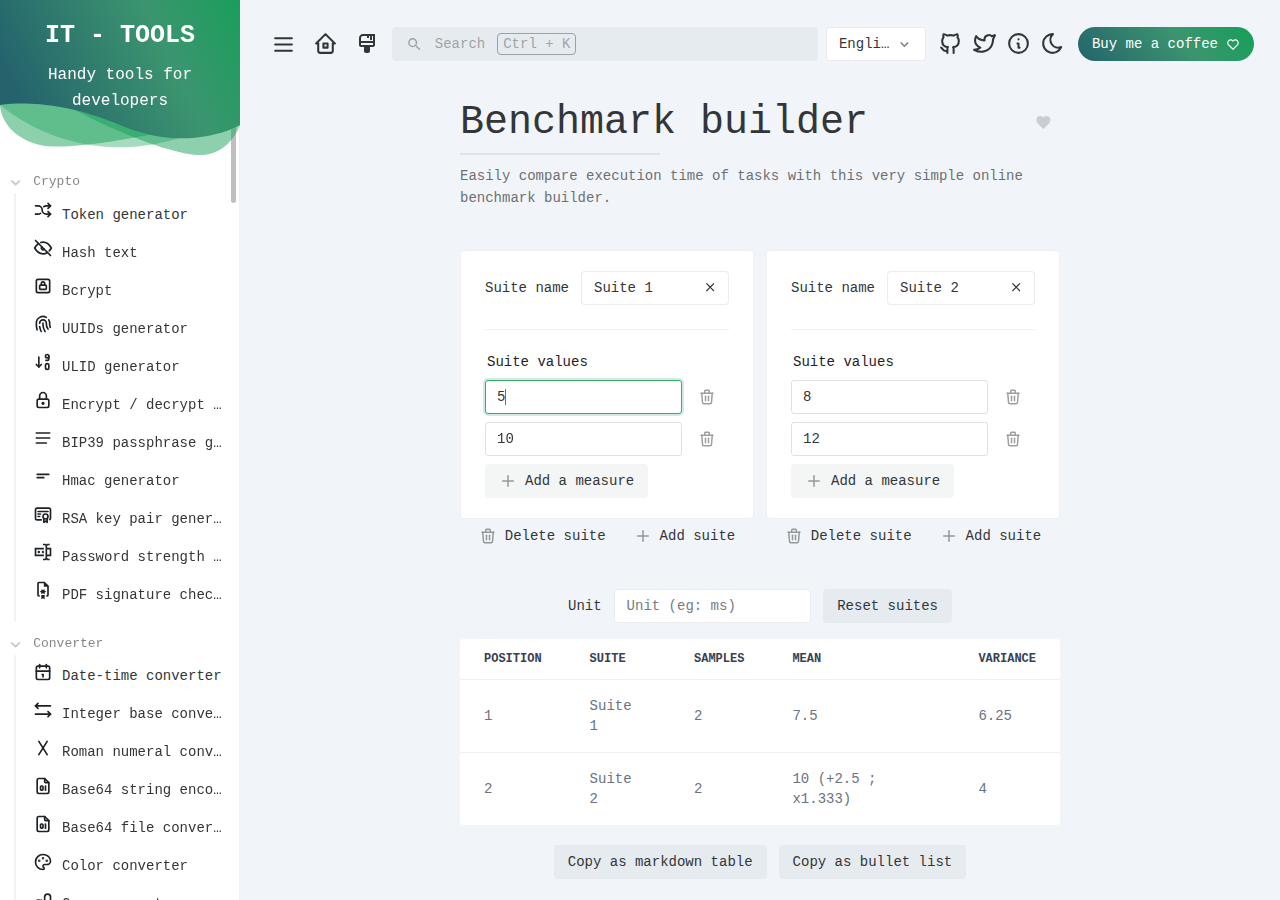 IT - TOOLS
Handy tools for
developers
Crypto
Token generator
Hash text
Bcrypt
UUIDs generator
ULID generator
Encrypt / decrypt …
BIP39 passphrase g…
Hmac generator
RSA key pair gener…
Password strength …
PDF signature chec…
Converter
Date-time converter
Integer base conve…
Roman numeral conv…
Base64 string enco…
Base64 file conver…
Color converter
Search Ctrl + K
Engli…
Buy me a coffee
Benchmark builder
Easily compare execution time of tasks with this very simple online
benchmark builder.
Suite name Suite 1
Suite values
5
10
Add a measure
Delete suite Add suite
Suite name Suite 2
Suite values
8
12
Add a measure
Delete suite Add suite
Unit Unit (eg: ms) Reset suites
POSITION SUITE SAMPLES MEAN VARIANCE
1 Suite 1 2 7.5 6.25
2 Suite 2 2 10 (+2.5 ; x1.333) 4
Copy as markdown table Copy as bullet list